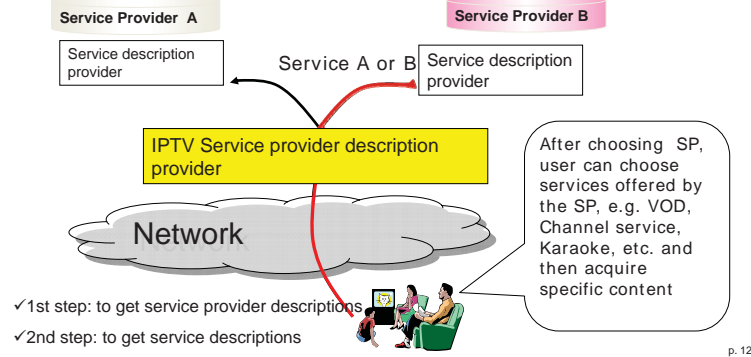 Service Provider A
Service Provider B
Service description
provider
Service A or B
Service description
provider
IPTV Service provider description
provider
Network
After choosing SP,
user can choose
services offered by
the SP, e.g. VOD,
Channel service,
Karaoke, etc. and
then acquire
specific content
✓1st step: to get service provider descriptions
✓2nd step: to get service descriptions
p. 12